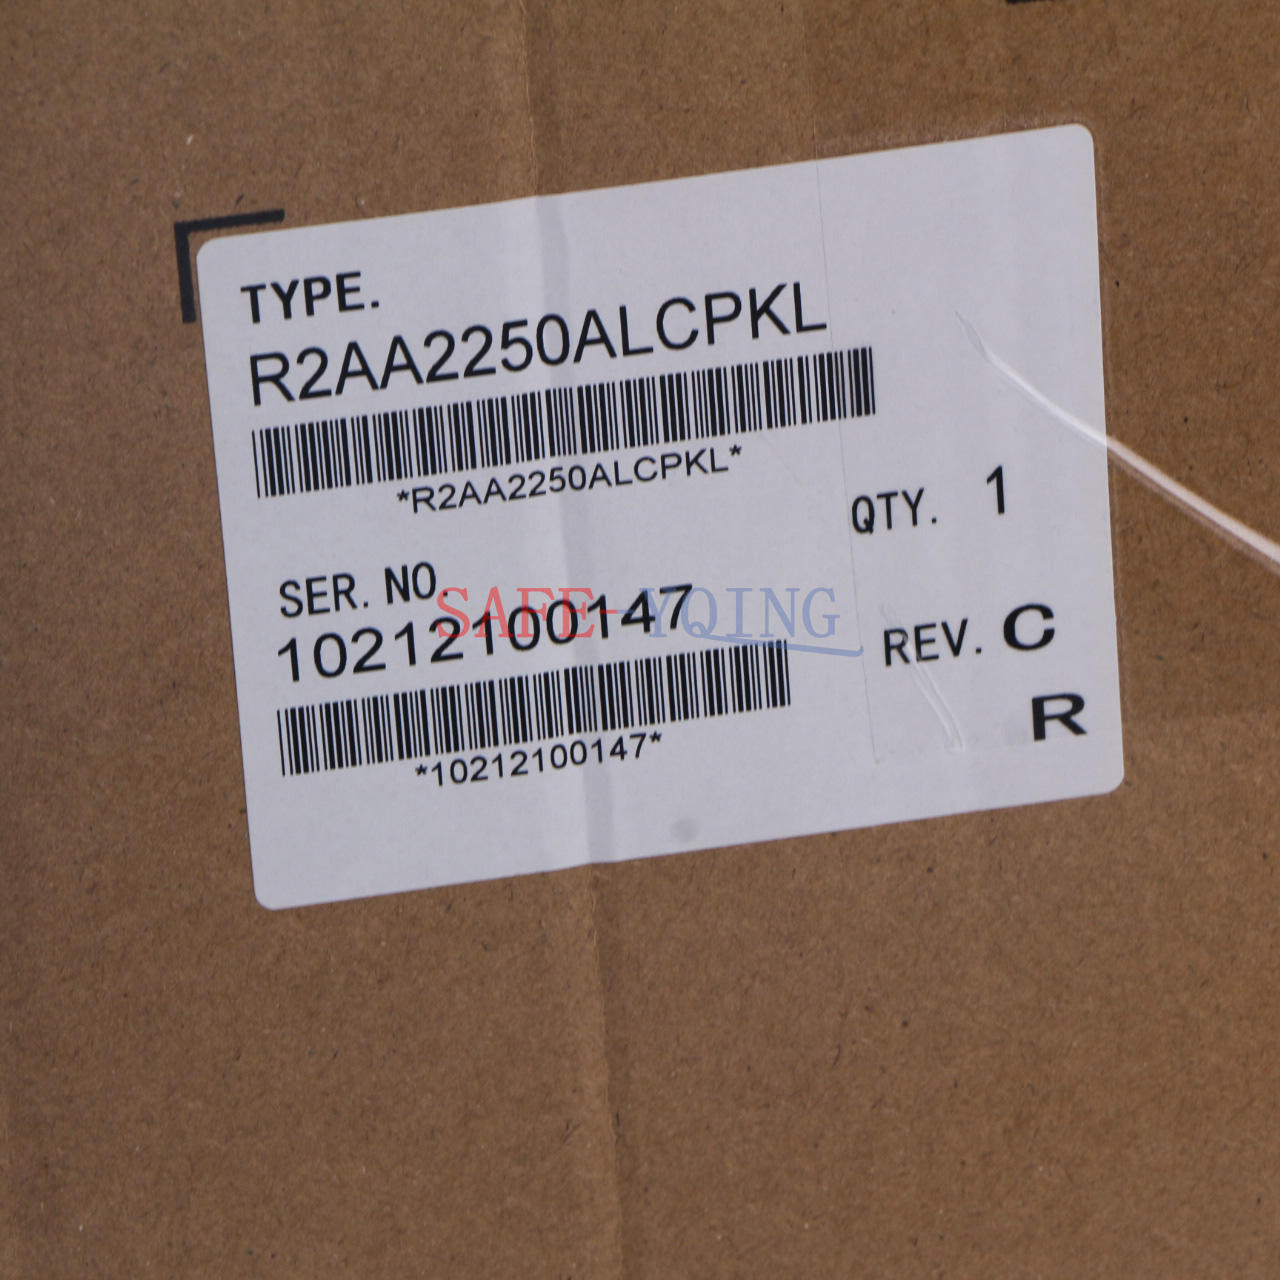 TYPE.
R2AA2250ALCPKL
*R2AA2250ALCPKL*
QTY. 1
SER. NO.
10212100147
SAFE-YQING
REV. C
*10212100147*
R